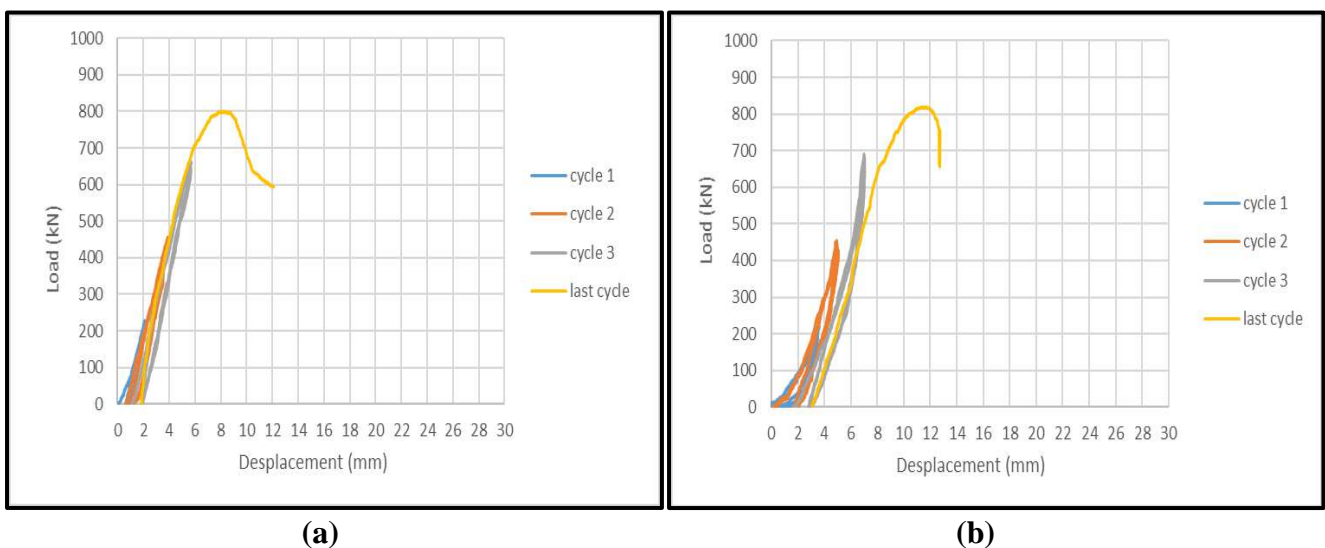 1000
900
800
700
600
500
400
300
200
100
0
Load (kN)
0 2 4 6 8 10 12 14 16 18 20 22 24 26 28 30
Desplacement (mm)
cycle 1
cycle 2
cycle 3
last cycle
(a)
1000
900
800
700
600
500
400
300
200
100
0
Load (kN)
0 2 4 6 8 10 12 14 16 18 20 22 24 26 28 30
Desplacement (mm)
cycle 1
cycle 2
cycle 3
last cycle
(b)